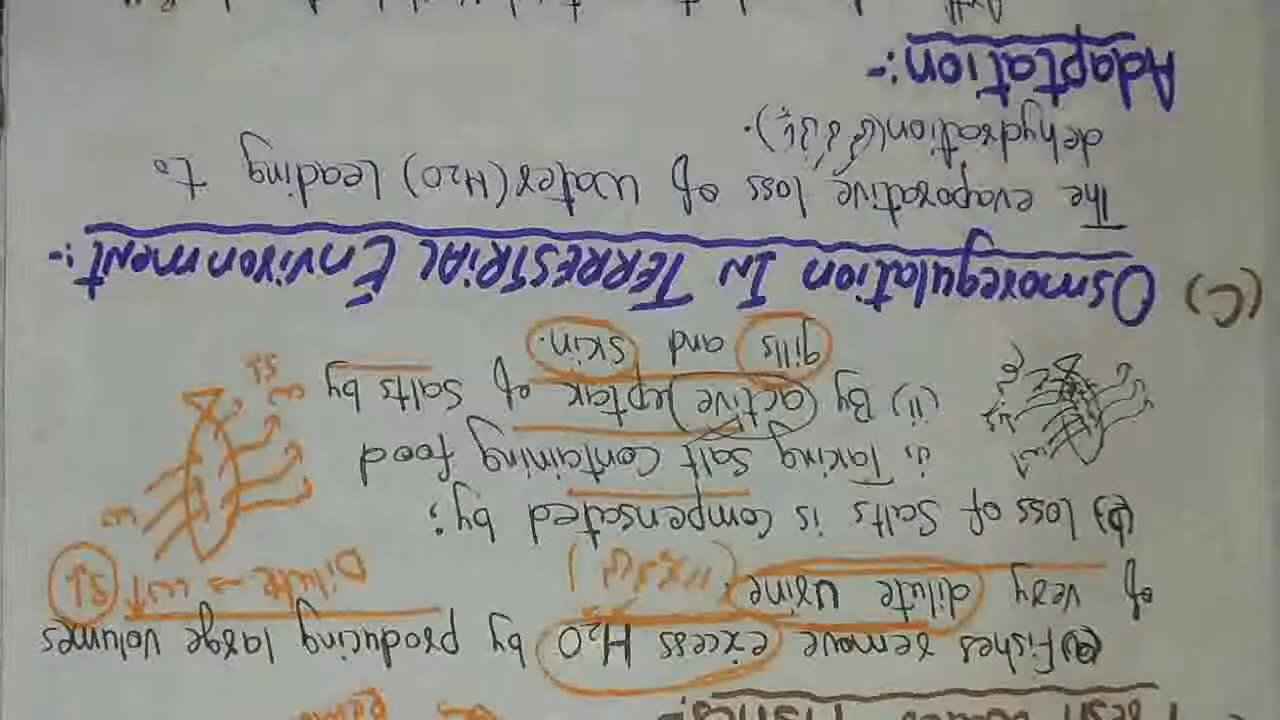 Fishes:-
(a) Fishes remove excess H2O by producing large volumes
of very dilute urine.
Dilute → w↑ S↓
(b) Loss of Salts is compensated by:
i, Taking Salt Containing food
(ii) By active uptak of Salts by
gills and skin.
(C) Osmoregulation IN TERRESTRIAL ENVIRONMENT:-
The evaporative loss of water (H2O) Leading to
dehydration
Adaptation:-